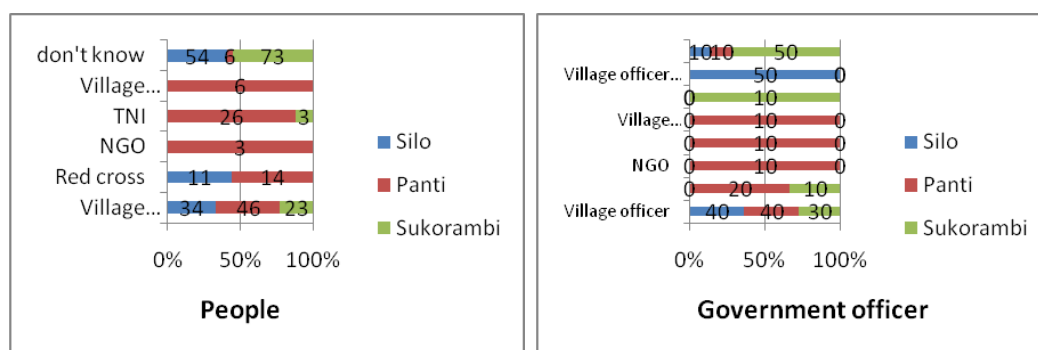 don't know
54 6 73
Village...
6
TNI
26 3
NGO
3
Red cross
11 14
Village...
34 46 23
0% 50% 100%
Silo
Panti
Sukorambi
People
10 10 50
Village officer...
50 0
0 10
Village...
0 10 0
0 10 0
NGO
0 10 0
0 20 10
Village officer
40 40 30
0% 50% 100%
Silo
Panti
Sukorambi
Government officer